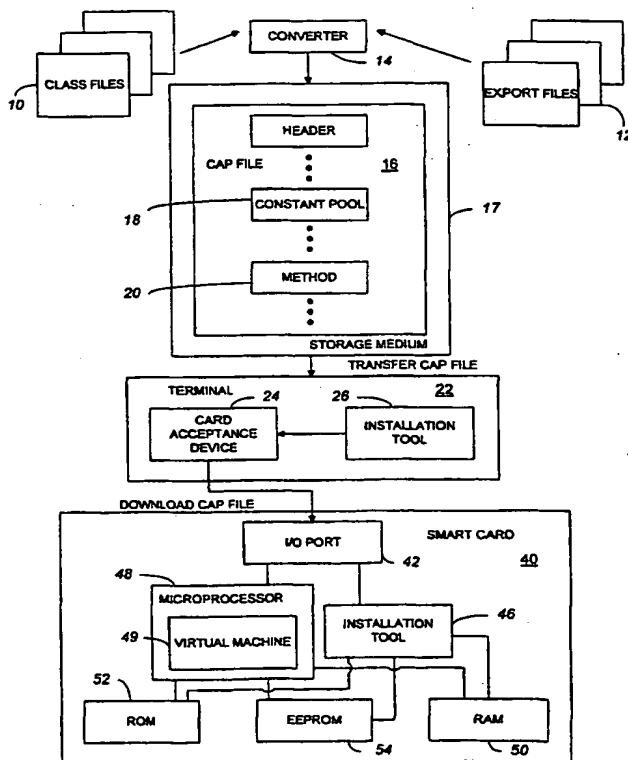 CONVERTER
14
10
CLASS FILES
EXPORT FILES
12
HEADER
CAP FILE
16
18
CONSTANT POOL
17
20
METHOD
STORAGE MEDIUM
TRANSFER CAP FILE
TERMINAL
24
26
22
CARD
ACCEPTANCE
DEVICE
INSTALLATION
TOOL
DOWNLOAD CAP FILE
I/O PORT
SMART CARD
40
42
48
MICROPROCESSOR
49
VIRTUAL MACHINE
INSTALLATION
TOOL
46
52
ROM
EEPROM
54
RAM
50